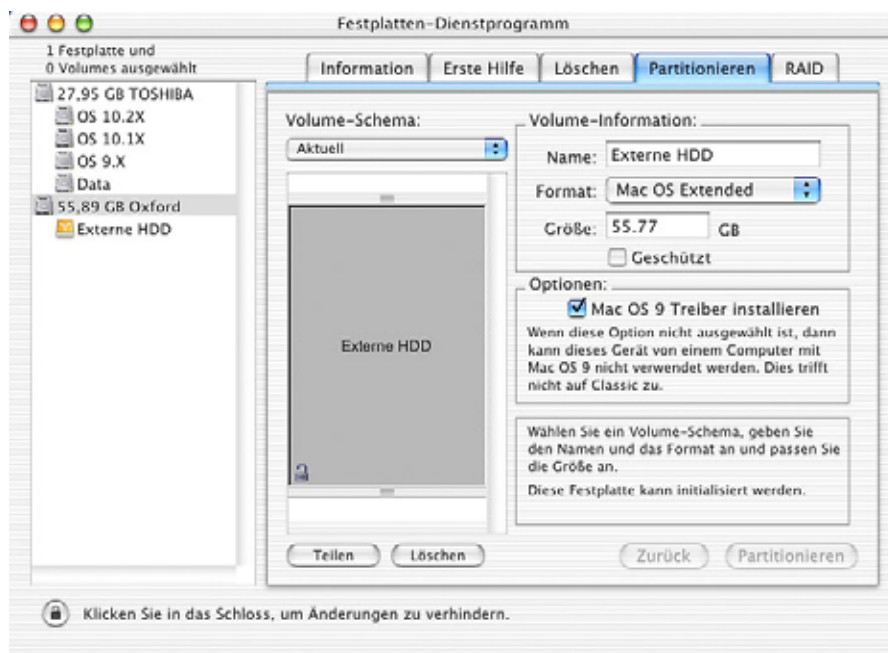 Festplatten-Dienstprogramm
1 Festplatte und
0 Volumes ausgewählt
27,95 GB TOSHIBA
OS 10.2X
OS 10.1X
OS 9.X
Data
55,89 GB Oxford
Externe HDD
Information
Erste Hilfe
Löschen
Partitionieren
RAID
Volume-Schema:
Aktuell
Externe HDD
Teilen
Löschen
Volume-Information:
Name: Externe HDD
Format: Mac OS Extended
Größe: 55.77 GB
Geschützt
Optionen:
Mac OS 9 Treiber installieren
Wenn diese Option nicht ausgewählt ist, dann
kann dieses Gerät von einem Computer mit
Mac OS 9 nicht verwendet werden. Dies trifft
nicht auf Classic zu.
Wählen Sie ein Volume-Schema, geben Sie
den Namen und das Format an und passen Sie
die Größe an.
Diese Festplatte kann initialisiert werden.
Zurück
Partitionieren
Klicken Sie in das Schloss, um Änderungen zu verhindern.